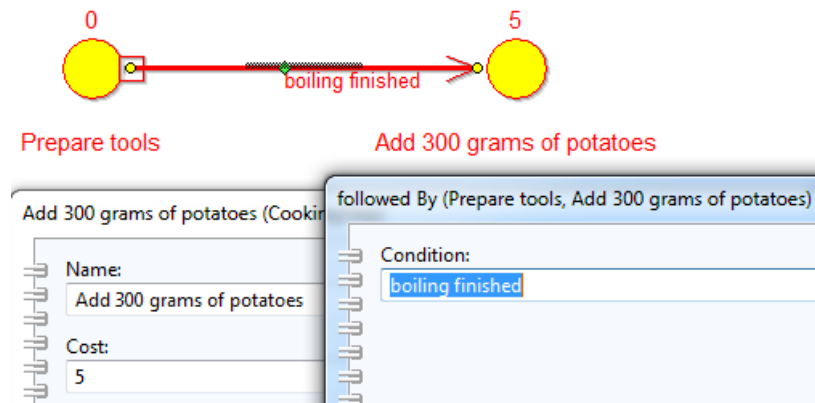 0 5
boiling finished
Prepare tools Add 300 grams of potatoes
Add 300 grams of potatoes (Cookin
followed By (Prepare tools, Add 300 grams of potatoes)
Name:
Add 300 grams of potatoes
Cost:
5
Condition:
boiling finished